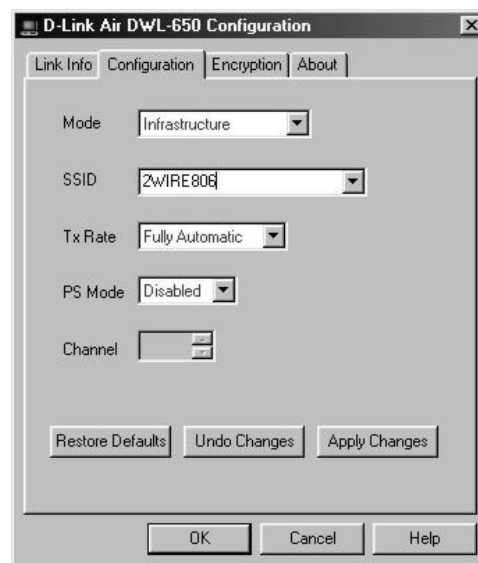 D-Link Air DWL-650 Configuration
Link Info Configuration Encryption About
Mode Infrastructure
SSID 2WIRE806
Tx Rate Fully Automatic
PS Mode Disabled
Channel
Restore Defaults Undo Changes Apply Changes
OK Cancel Help